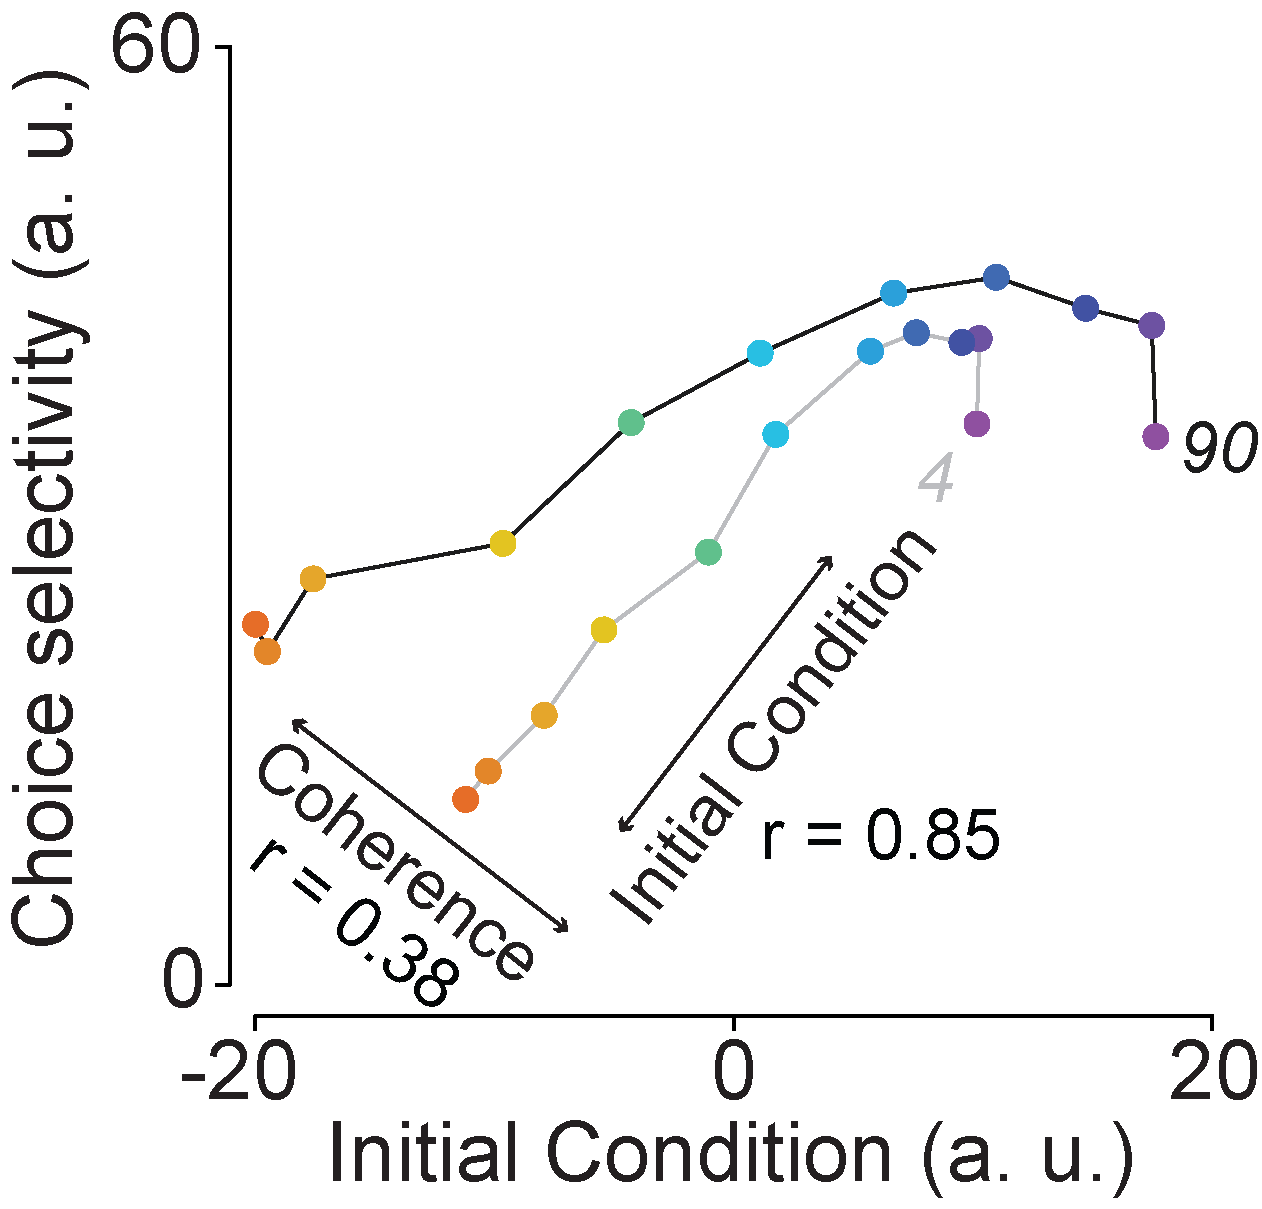 60
Choice selectivity (a. u.)
90
4
Initial Condition
r = 0.85
Coherence
r = 0.38
0
-20
0
20
Initial Condition (a. u.)